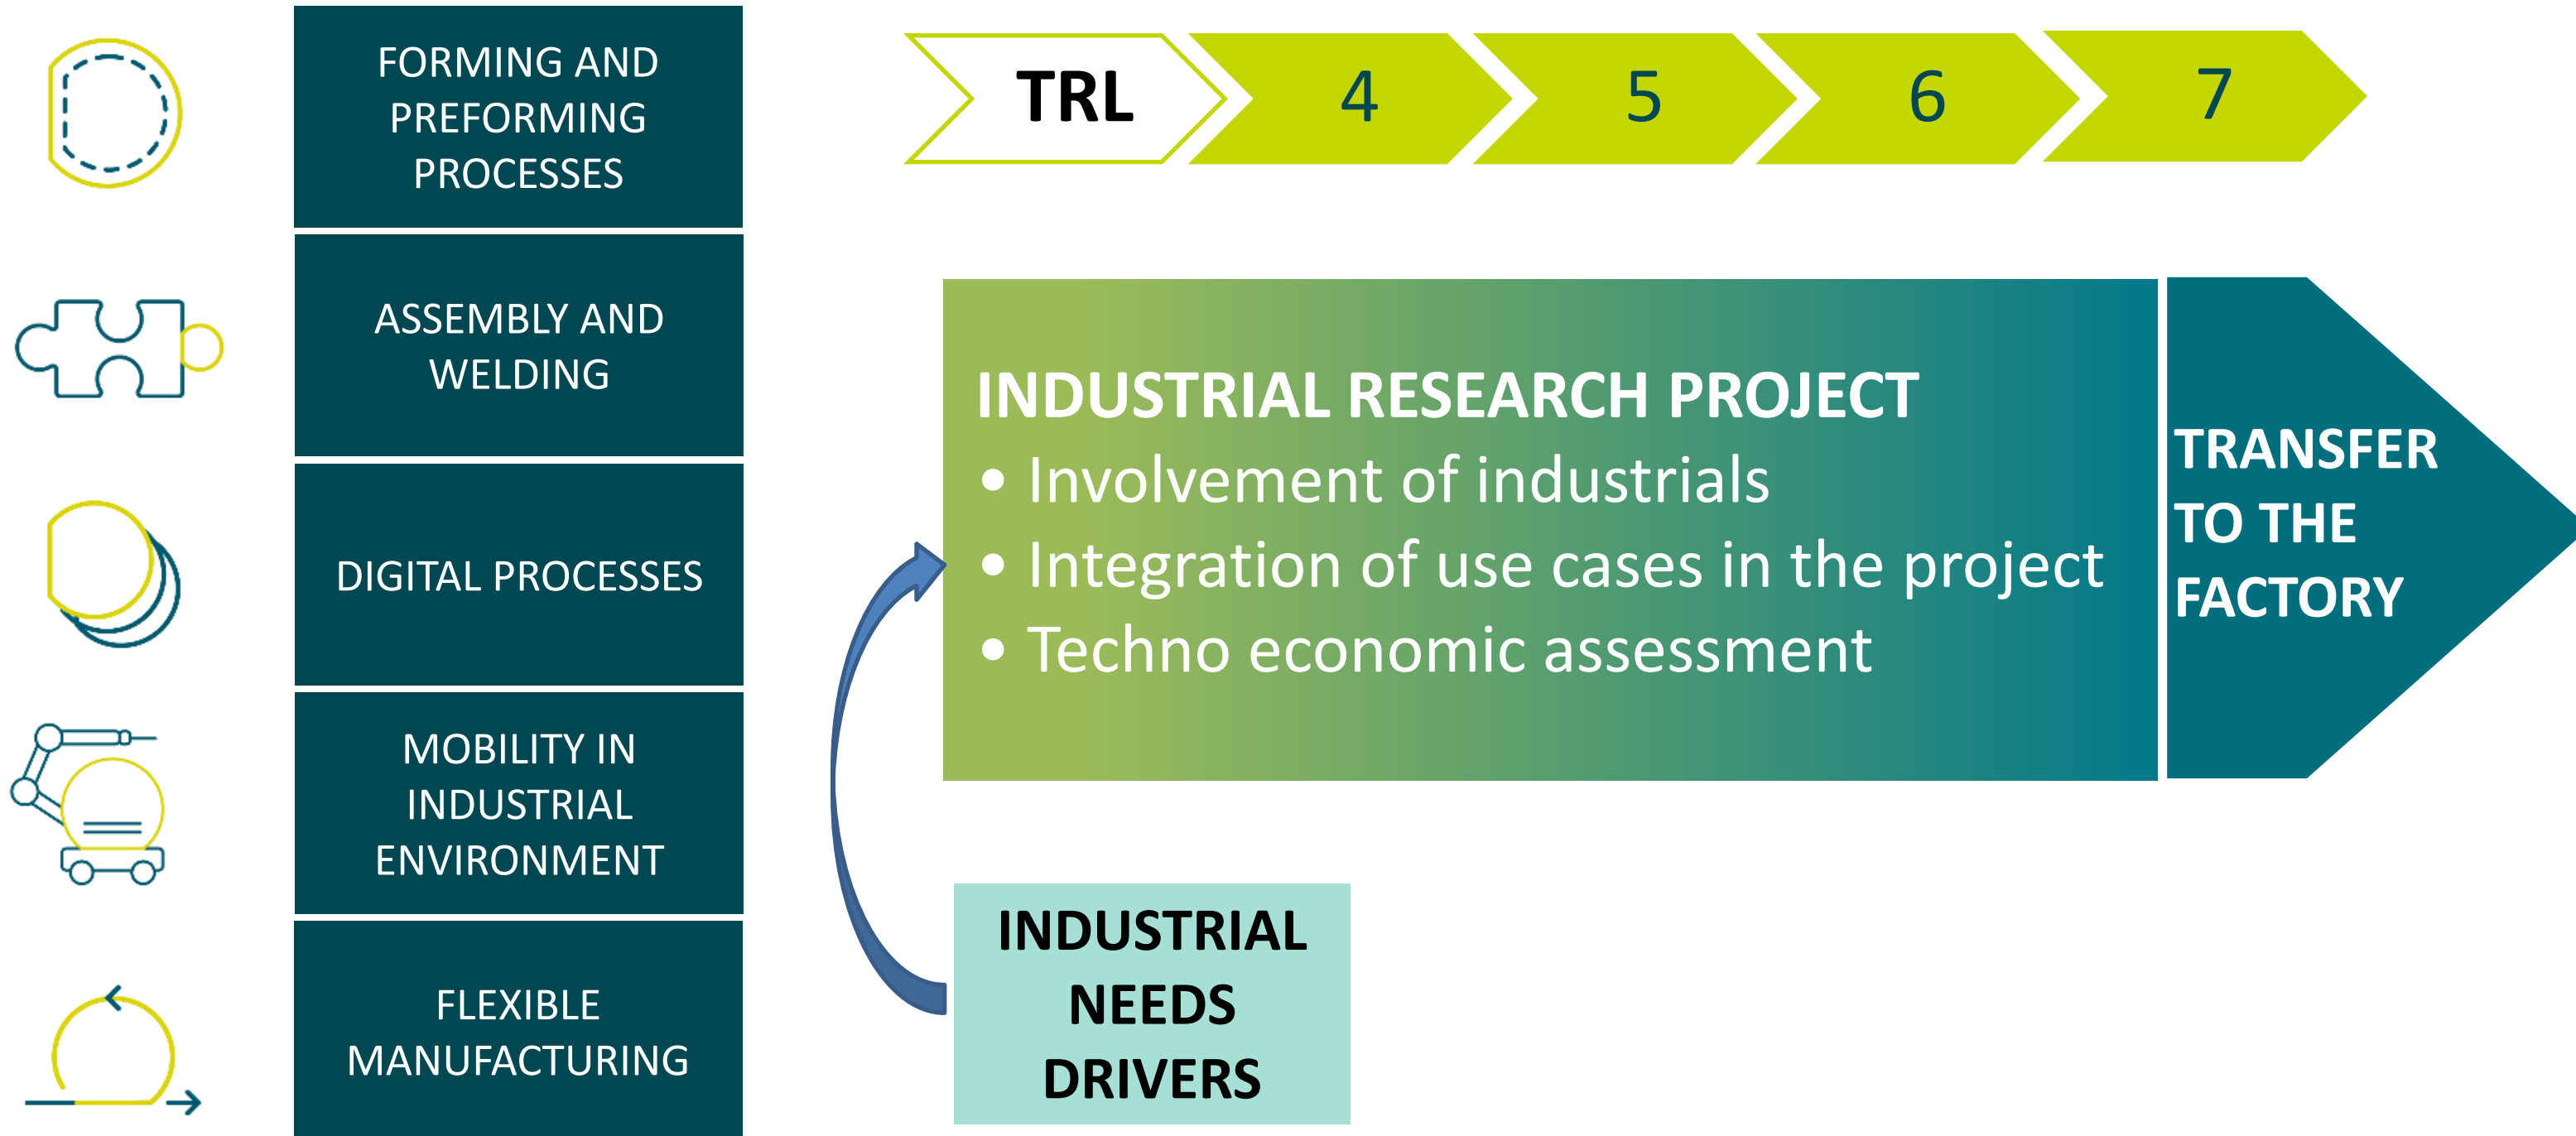 FORMING AND
PREFORMING
PROCESSES
ASSEMBLY AND
WELDING
DIGITAL PROCESSES
MOBILITY IN
INDUSTRIAL
ENVIRONMENT
FLEXIBLE
MANUFACTURING
TRL 4 5 6 7
INDUSTRIAL RESEARCH PROJECT
• Involvement of industrials
• Integration of use cases in the project
• Techno economic assessment
TRANSFER
TO THE
FACTORY
INDUSTRIAL
NEEDS
DRIVERS